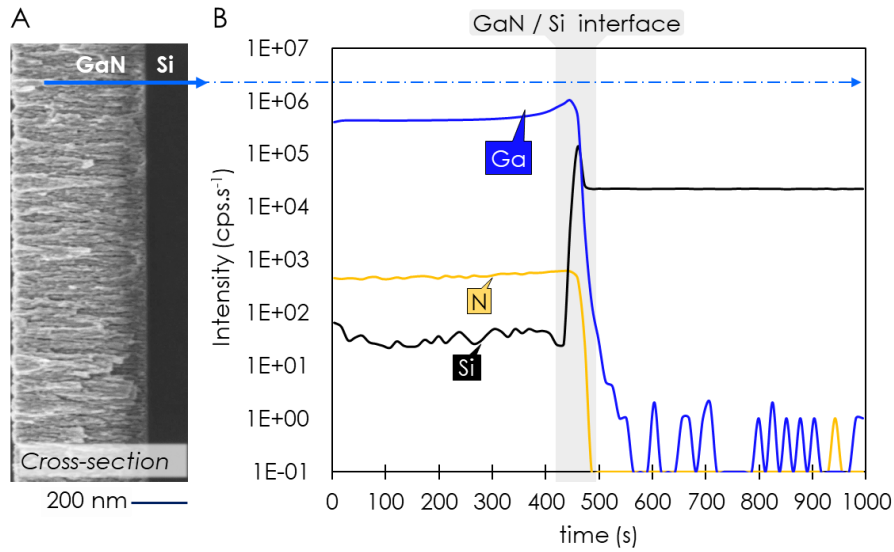 A
GaN Si
Cross-section
200 nm
B
GaN / Si interface
Intensity (cps.s⁻¹)
1E+07
1E+06
1E+05
1E+04
1E+03
1E+02
1E+01
1E+00
1E-01
Ga
N
Si
0 100 200 300 400 500 600 700 800 900 1000
time (s)